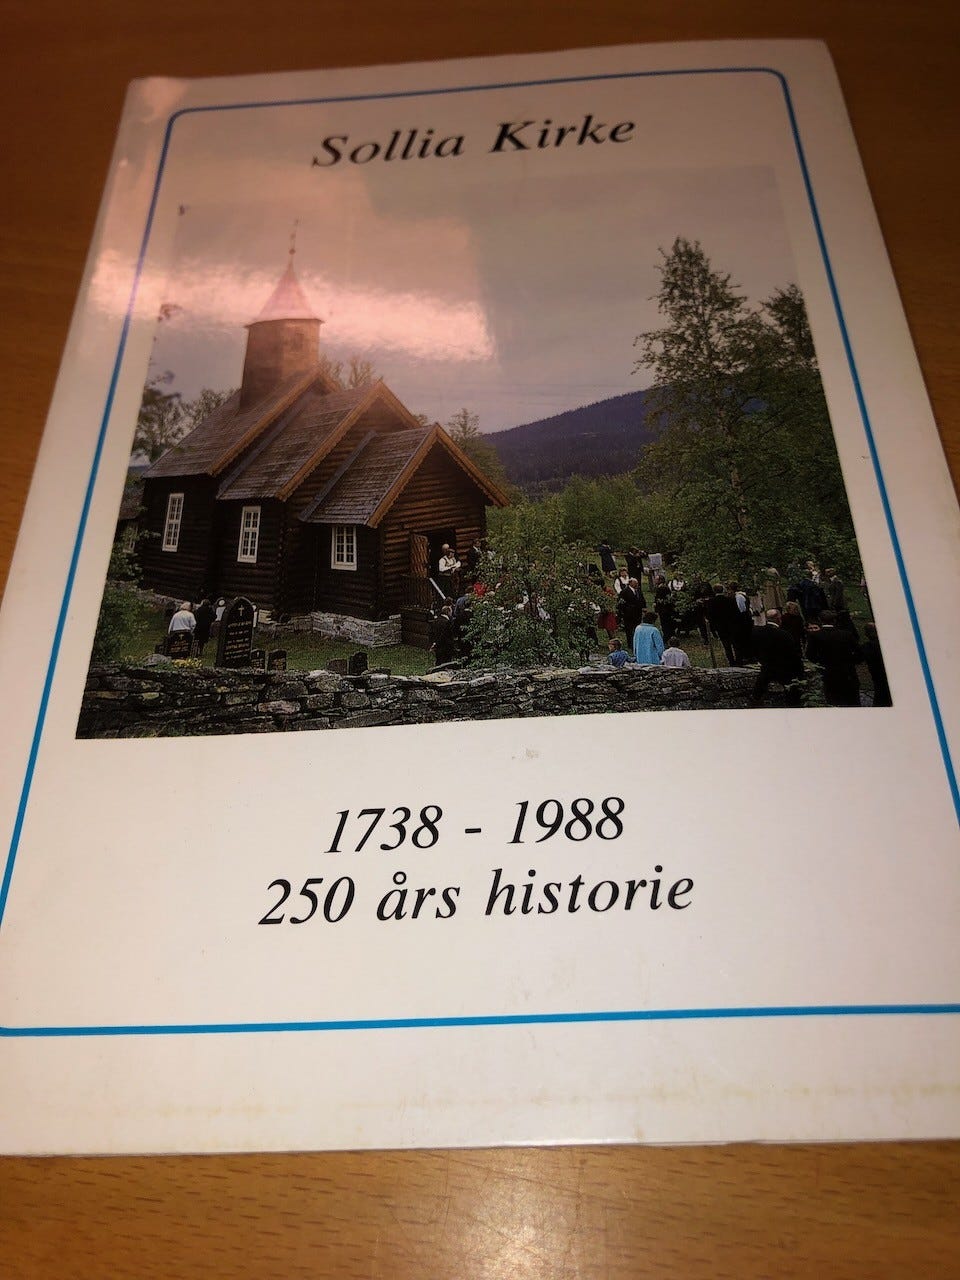 Sollia Kirke
1738 - 1988
250 års historie